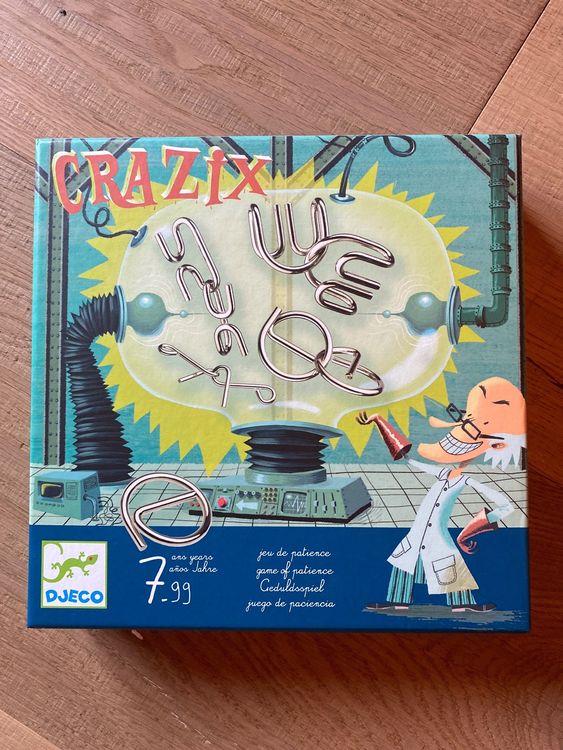 CRAZIX
ans years
años Jahre
7-99
jeu de patience
game of patience
Geduldsspiel
juego de paciencia
DJECO